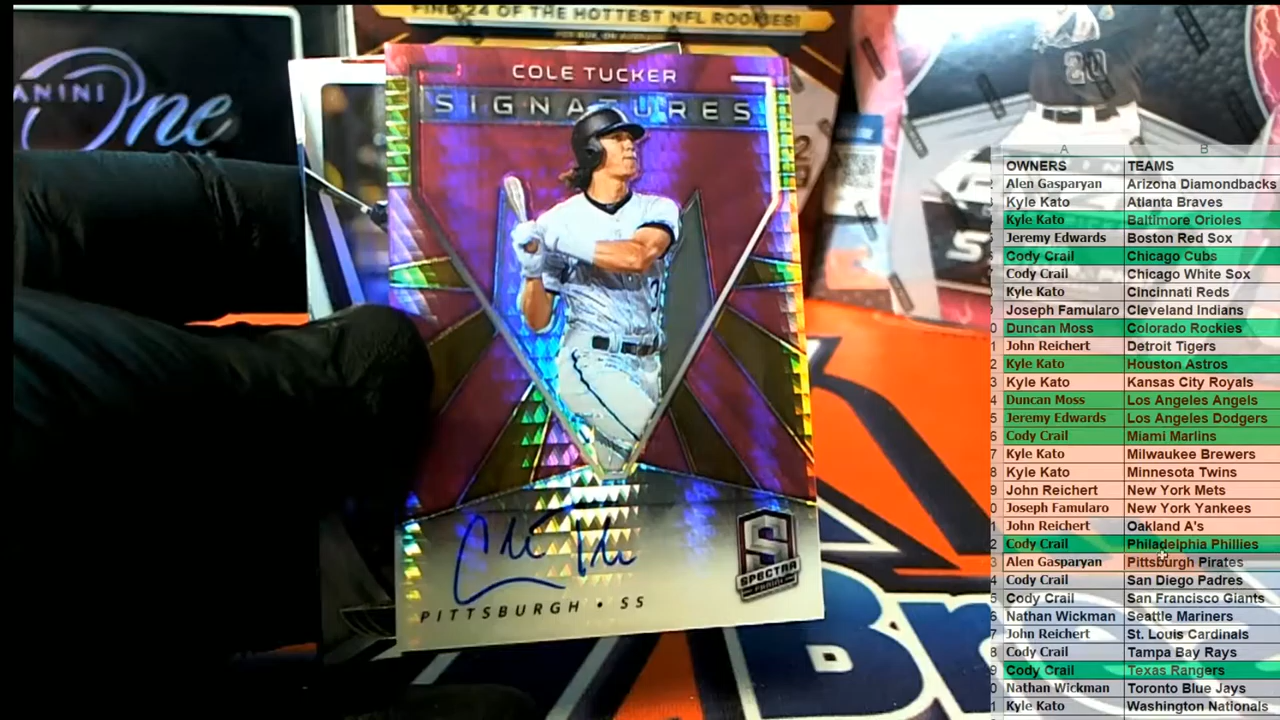 FIND 24 OF THE HOTTEST NFL ROOKIES!
PER BOX, ON AVERAGE!
PANINI
One
COLE TUCKER
SIGNATURES
PITTSBURGH • SS
SPECTRA
PANINI
20
A B
OWNERS TEAMS
Alen Gasparyan Arizona Diamondbacks
Kyle Kato Atlanta Braves
Kyle Kato Baltimore Orioles
Jeremy Edwards Boston Red Sox
Cody Crail Chicago Cubs
Cody Crail Chicago White Sox
Kyle Kato Cincinnati Reds
Joseph Famularo Cleveland Indians
Duncan Moss Colorado Rockies
John Reichert Detroit Tigers
Kyle Kato Houston Astros
Kyle Kato Kansas City Royals
Duncan Moss Los Angeles Angels
Jeremy Edwards Los Angeles Dodgers
Cody Crail Miami Marlins
Kyle Kato Milwaukee Brewers
Kyle Kato Minnesota Twins
John Reichert New York Mets
Joseph Famularo New York Yankees
John Reichert Oakland A's
Cody Crail Philadelphia Phillies
Alen Gasparyan Pittsburgh Pirates
Cody Crail San Diego Padres
Cody Crail San Francisco Giants
Nathan Wickman Seattle Mariners
John Reichert St. Louis Cardinals
Cody Crail Tampa Bay Rays
Cody Crail Texas Rangers
Nathan Wickman Toronto Blue Jays
Kyle Kato Washington Nationals